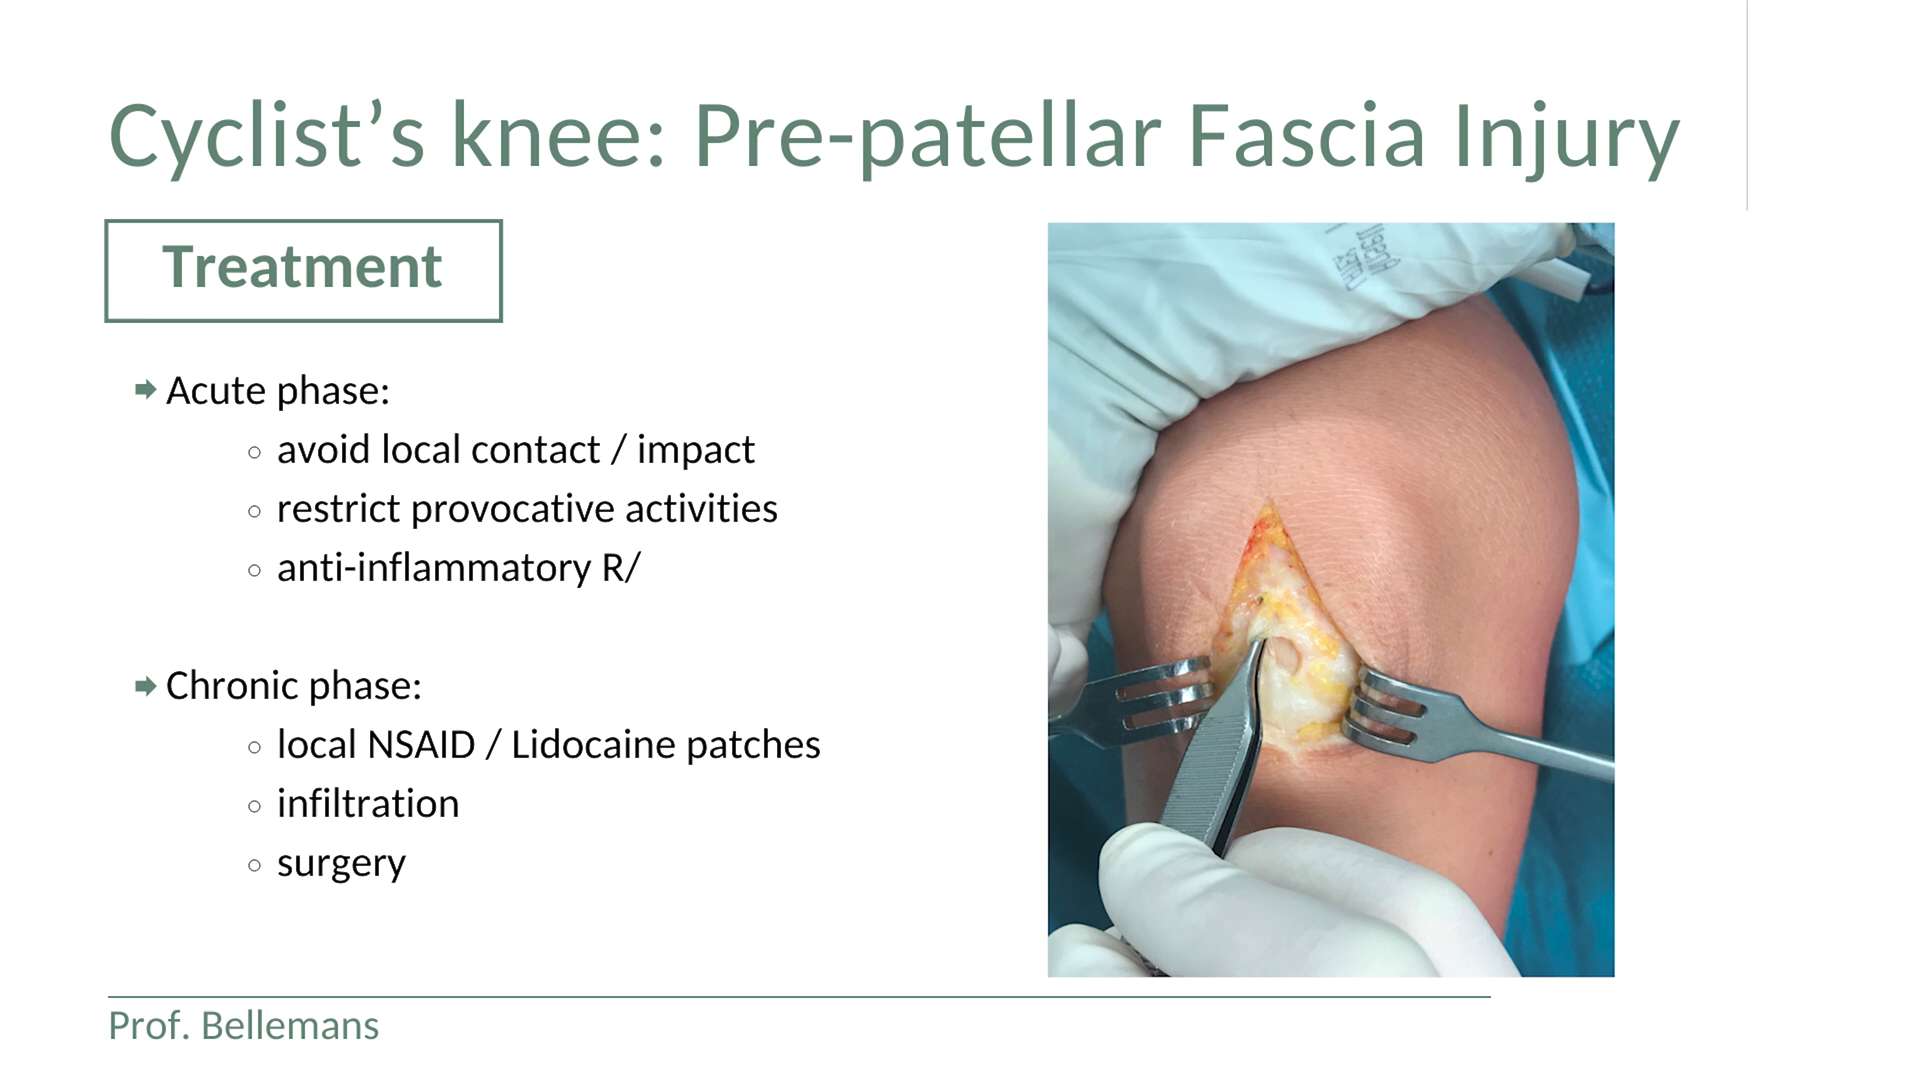 Cyclist’s knee: Pre-patellar Fascia Injury
Treatment
Acute phase:
avoid local contact / impact
restrict provocative activities
anti-inflammatory R/
Chronic phase:
local NSAID / Lidocaine patches
infiltration
surgery
Prof. Bellemans